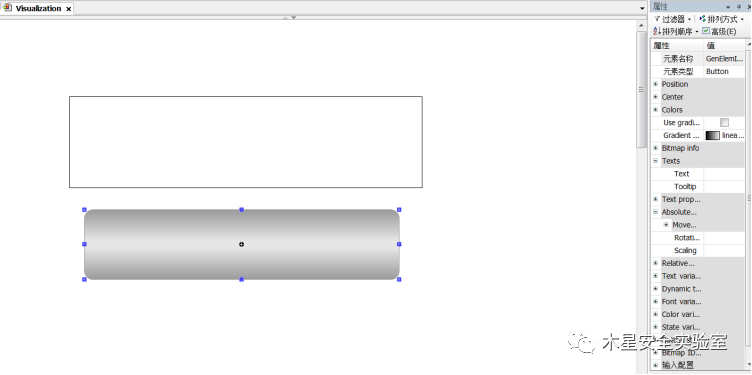 Visualization
属性
过滤器 排列方式
排列顺序 高级(E)
属性 值
元素名称 GenElemI...
元素类型 Button
Position
Center
Colors
Use gradi...
Gradient linea...
Bitmap info
Texts
Text
Tooltip
Text prop...
Absolute...
Move...
Rotati...
Scaling
Relative...
Text varia...
Dynamic t...
Font varia...
Color vari...
State vari...
木星安全实验室
Bitmap ID...
输入配置